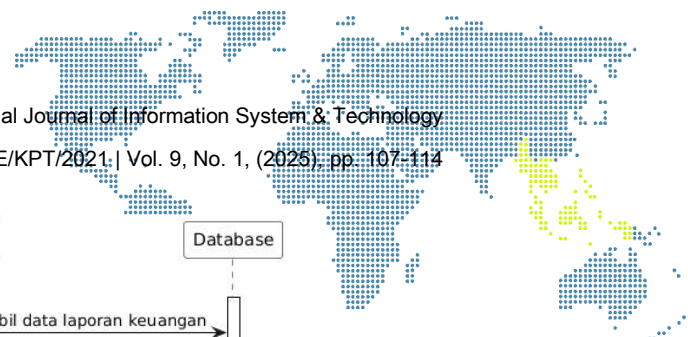 al Journal of Information System & Technology
E/KPT/2021 | Vol. 9, No. 1, (2025), pp. 107-114
Database
bil data laporan keuangan